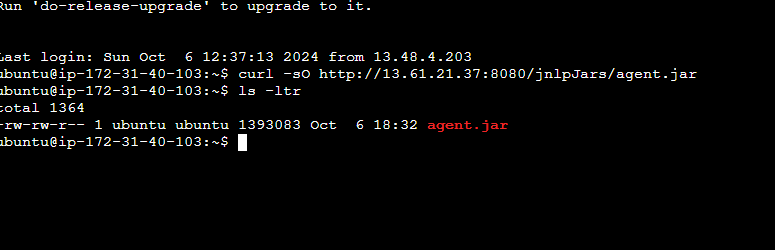 Run 'do-release-upgrade' to upgrade to it.
Last login: Sun Oct  6 12:37:13 2024 from 13.48.4.203
ubuntu@ip-172-31-40-103:~$ curl -sO http://13.61.21.37:8080/jnlpJars/agent.jar
ubuntu@ip-172-31-40-103:~$ ls -ltr
total 1364
-rw-rw-r-- 1 ubuntu ubuntu 1393083 Oct  6 18:32 agent.jar
ubuntu@ip-172-31-40-103:~$